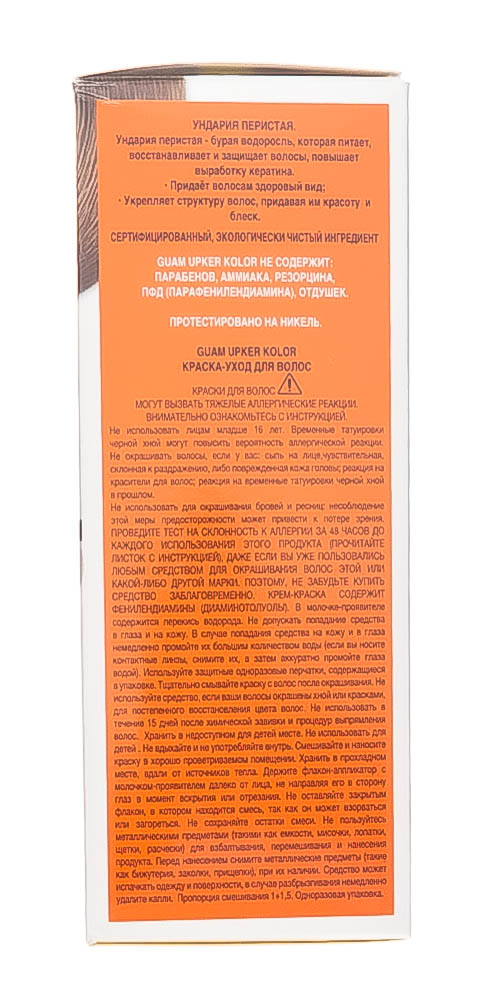 УНДАРИЯ ПЕРИСТАЯ.
Ундария перистая - бурая водоросль, которая питает,
восстанавливает и защищает волосы, повышает
выработку кератина.
· Придаёт волосам здоровый вид;
· Укрепляет структуру волос, придавая им красоту и
блеск.
СЕРТИФИЦИРОВАННЫЙ, ЭКОЛОГИЧЕСКИ ЧИСТЫЙ ИНГРЕДИЕНТ
GUAM UPKER KOLOR НЕ СОДЕРЖИТ:
ПАРАБЕНОВ, АММИАКА, РЕЗОРЦИНА,
ПФД (ПАРАФЕНИЛЕНДИАМИНА), ОТДУШЕК.
ПРОТЕСТИРОВАНО НА НИКЕЛЬ.
GUAM UPKER KOLOR
КРАСКА-УХОД ДЛЯ ВОЛОС
КРАСКИ ДЛЯ ВОЛОС
МОГУТ ВЫЗВАТЬ ТЯЖЕЛЫЕ АЛЛЕРГИЧЕСКИЕ РЕАКЦИИ.
ВНИМАТЕЛЬНО ОЗНАКОМЬТЕСЬ С ИНСТРУКЦИЕЙ.
Не использовать лицам младше 16 лет. Временные татуировки
черной хной могут повысить вероятность аллергической реакции.
Не окрашивать волосы, если у вас: сыпь на лице,чувствительная,
склонная к раздражению, либо поврежденная кожа головы; реакция на
красители для волос; реакция на временные татуировки черной хной
в прошлом.
Не использовать для окрашивания бровей и ресниц: несоблюдение
этой меры предосторожности может привести к потере зрения.
ПРОВЕДИТЕ ТЕСТ НА СКЛОННОСТЬ К АЛЛЕРГИИ ЗА 48 ЧАСОВ ДО
КАЖДОГО ИСПОЛЬЗОВАНИЯ ЭТОГО ПРОДУКТА (ПРОЧИТАЙТЕ
ЛИСТОК С ИНСТРУКЦИЕЙ), ДАЖЕ ЕСЛИ ВЫ УЖЕ ПОЛЬЗОВАЛИСЬ
ЛЮБЫМ СРЕДСТВОМ ДЛЯ ОКРАШИВАНИЯ ВОЛОС ЭТОЙ ИЛИ
КАКОЙ-ЛИБО ДРУГОЙ МАРКИ. ПОЭТОМУ, НЕ ЗАБУДЬТЕ КУПИТЬ
СРЕДСТВО ЗАБЛАГОВРЕМЕННО. КРЕМ-КРАСКА СОДЕРЖИТ
ФЕНИЛЕНДИАМИНЫ (ДИАМИНОТОЛУОЛЫ). В молочке-проявителе
содержится перекись водорода. Не допускать попадание средства
в глаза и на кожу. В случае попадания средства на кожу и в глаза
немедленно промойте их большим количеством воды (если вы носите
контактные линзы, снимите их, а затем аккуратно промойте глаза
водой). Используйте защитные одноразовые перчатки, содержащиеся
в упаковке. Тщательно смывайте краску с волос после окрашивания. Не
используйте средство, если ваши волосы окрашены хной или красками,
для постепенного восстановления цвета волос. Не использовать в
течение 15 дней после химической завивки и процедур выпрямления
волос. Хранить в недоступном для детей месте. Не использовать для
детей . Не вдыхайте и не употребляйте внутрь. Смешивайте и наносите
краску в хорошо проветриваемом помещении. Хранить в прохладном
месте, вдали от источников тепла. Держите флакон-аппликатор с
молочком-проявителем далеко от лица, не направляя его в сторону
глаз в момент вскрытия или отрезания. Не оставляйте закрытым
флакон, в котором находится смесь, так как он может взорваться
или загореться. Не сохраняйте остатки смеси. Не пользуйтесь
металлическими предметами (такими как емкости, мисочки, лопатки,
щетки, расчески) для взбалтывания, перемешивания и нанесения
продукта. Перед нанесением снимите металлические предметы (такие
как бижутерия, заколки, прищепки), при их наличии. Средство может
испачкать одежду и поверхности, в случае разбрызгивания немедленно
удалите капли. Пропорция смешивания 1+1,5. Одноразовая упаковка.